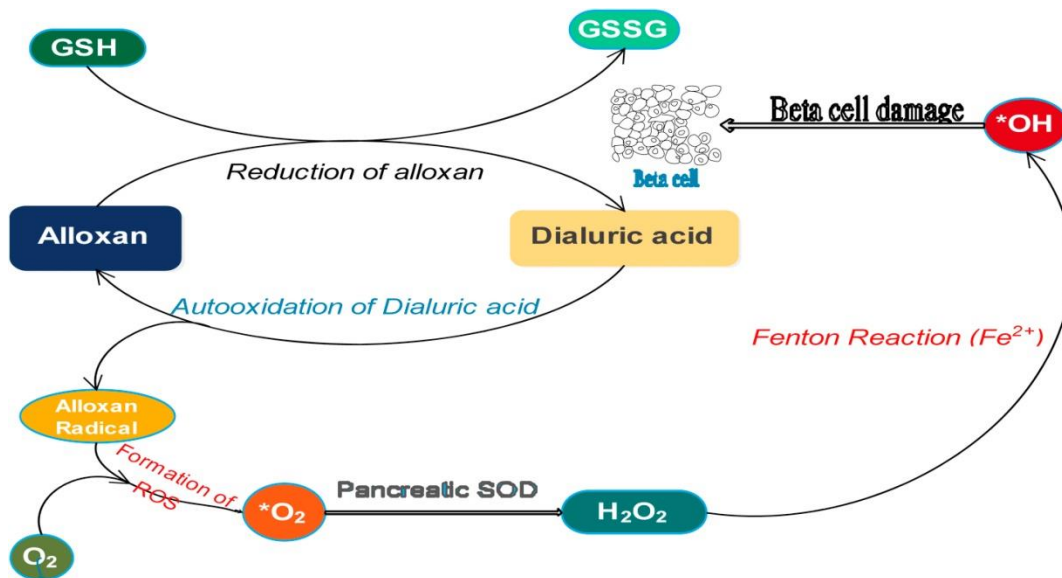 GSH
GSSG
Beta cell damage
*OH
Reduction of alloxan
Beta cell
Alloxan
Dialuric acid
Autooxidation of Dialuric acid
Fenton Reaction (Fe²⁺)
Alloxan
Radical
Formation of
ROS
*O₂
Pancreatic SOD
H₂O₂
O₂